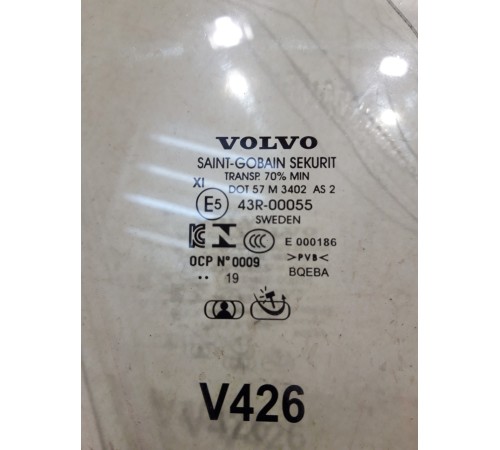 VOLVO
SAINT-GOBAIN SEKURIT
TRANSP. 70% MIN
XI DOT 57 M 3402 AS 2
E5 43R-00055
SWEDEN
CCC E 000186
OCP N° 0009 >PVB<
.. 19 BQEBA
V426